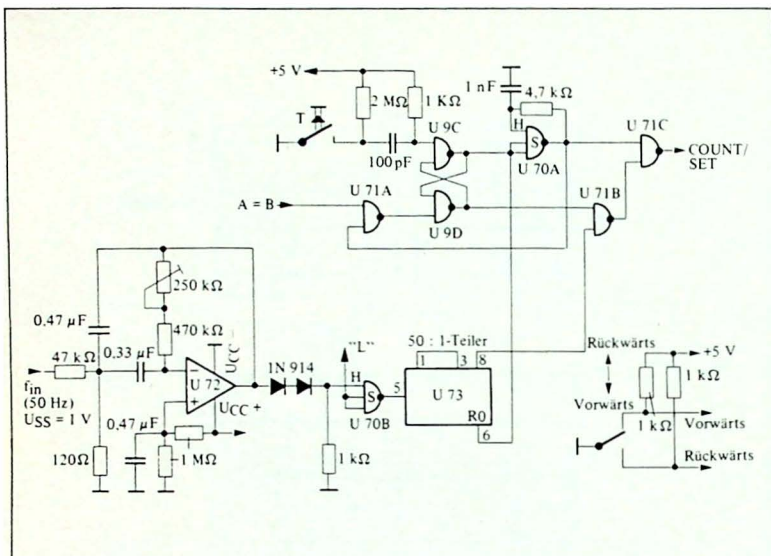 +5 V
1 nF
4,7 kΩ
2 MΩ
1 KΩ
T
100 pF
U 9C
H
S
U 70A
U 71C
COUNT/
SET
U 71A
U 71B
A = B
U 9D
250 kΩ
0,47 µF
470 kΩ
0,33 µF
47 kΩ
UCC –
fin
(50 Hz)
USS = 1 V
–
U 72
+
UCC +
1N 914
"L"
H
S
U 70B
50 : 1-Teiler
1
3
8
5
U 73
R0
6
0,47 µF
120Ω
1 MΩ
1 kΩ
Rückwärts
Vorwärts
+5 V
1 kΩ
1 kΩ
Vorwärts
Rückwärts